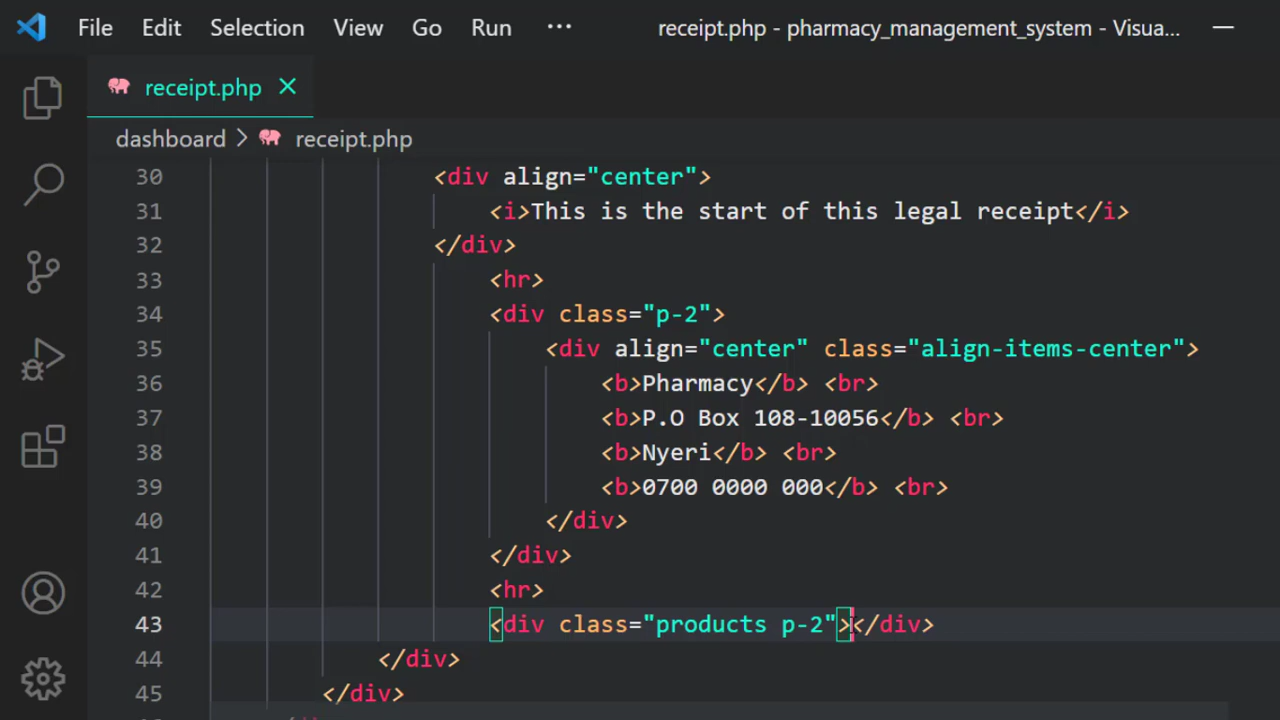 File Edit Selection View Go Run ··· receipt.php - pharmacy_management_system - Visua...
receipt.php
dashboard > receipt.php
30 <div align="center">
31 <i>This is the start of this legal receipt</i>
32 </div>
33 <hr>
34 <div class="p-2">
35 <div align="center" class="align-items-center">
36 <b>Pharmacy</b> <br>
37 <b>P.O Box 108-10056</b> <br>
38 <b>Nyeri</b> <br>
39 <b>0700 0000 000</b> <br>
40 </div>
41 </div>
42 <hr>
43 <div class="products p-2"></div>
44 </div>
45 </div>